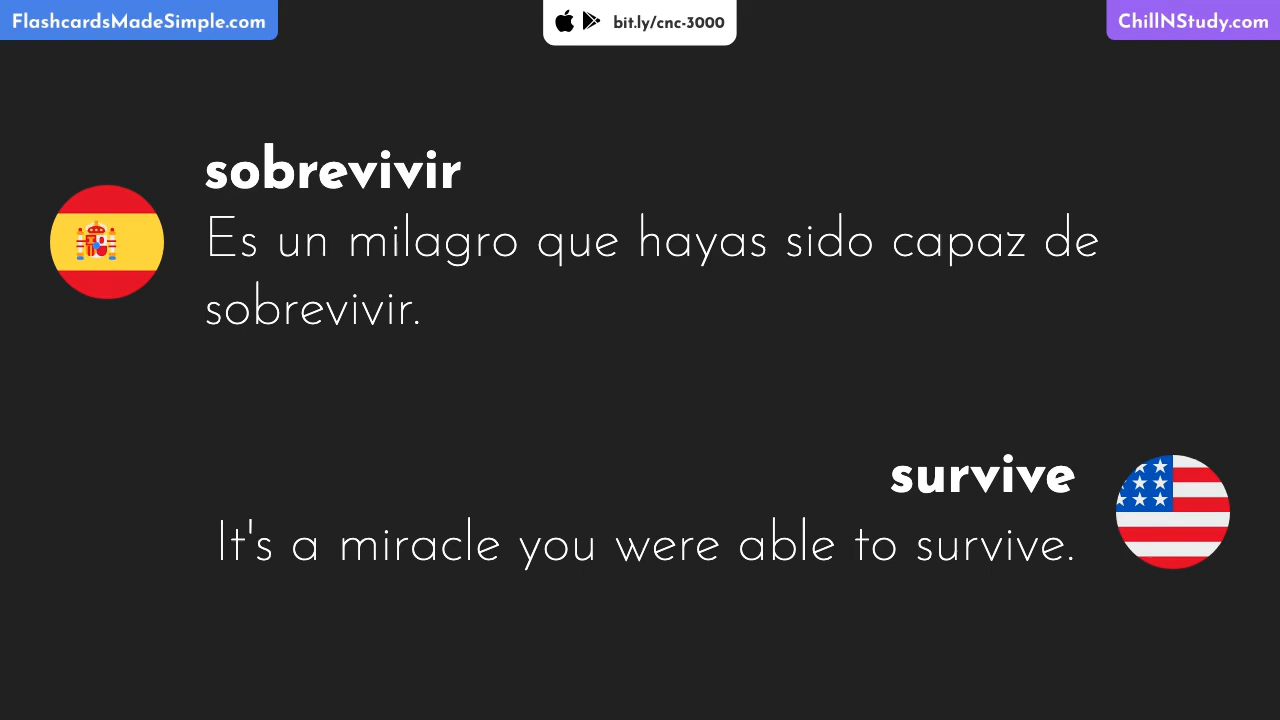 FlashcardsMadeSimple.com
bit.ly/cnc-3000
ChillNStudy.com
sobrevivir
Es un milagro que hayas sido capaz de
sobrevivir.
survive
It's a miracle you were able to survive.